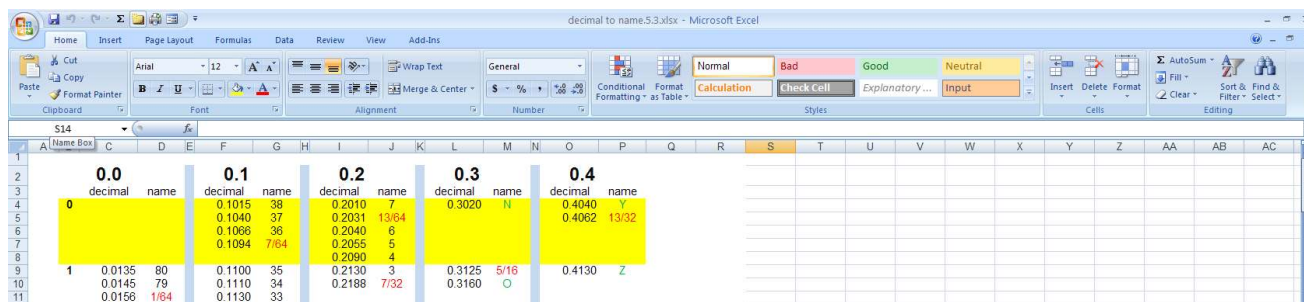 decimal to name.5.3.xlsx - Microsoft Excel
Home Insert Page Layout Formulas Data Review View Add-Ins
Cut
Copy
Format Painter
Paste
Clipboard
Arial 12
Font
Wrap Text
Merge & Center
Alignment
General
Number
Conditional Formatting
Format as Table
Normal Bad Good Neutral
Calculation Check Cell Explanatory ... Input
Styles
Insert Delete Format
Cells
Σ AutoSum
Fill
Clear
Sort & Filter
Find & Select
Editing
S14 fx
Name Box
A C D E F G H I J K L M N O P Q R S T U V W X Y Z AA AB AC
1
2 0.0 0.1 0.2 0.3 0.4
3 decimal name decimal name decimal name decimal name decimal name
4 0 0.1015 38 0.2010 7 0.3020 N 0.4040 Y
5 0.1040 37 0.2031 13/64 0.4062 13/32
6 0.1066 36 0.2040 6
7 0.1094 7/64 0.2055 5
8 0.2090 4
9 1 0.0135 80 0.1100 35 0.2130 3 0.3125 5/16 0.4130 Z
10 0.0145 79 0.1110 34 0.2188 7/32 0.3160 O
11 0.0156 1/64 0.1130 33